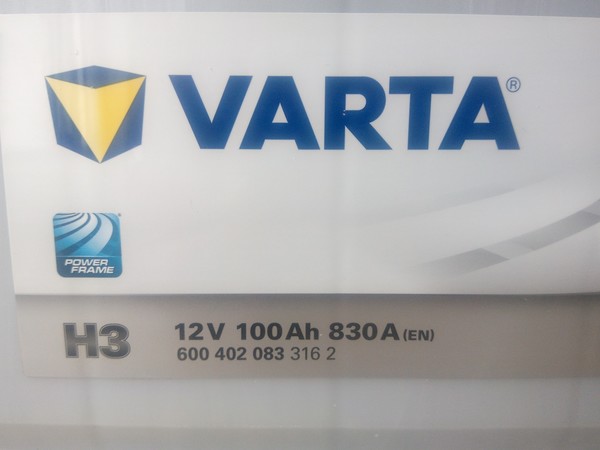 VARTA®
POWER
FRAME
H3
12V 100Ah 830A (EN)
600 402 083 316 2